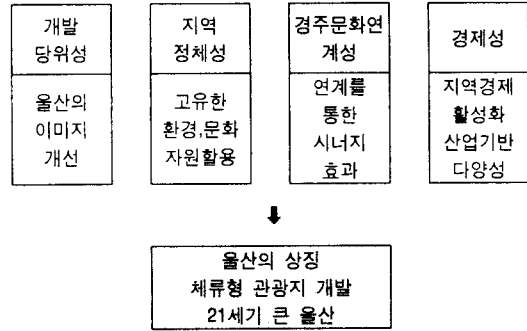 개발
당위성
울산의
이미지
개선
지역
정체성
고유한
환경,문화
자원활용
경주문화연
계성
연계를
통한
시너지
효과
경제성
지역경제
활성화
산업기반
다양성
울산의 상징
체류형 관광지 개발
21세기 큰 울산